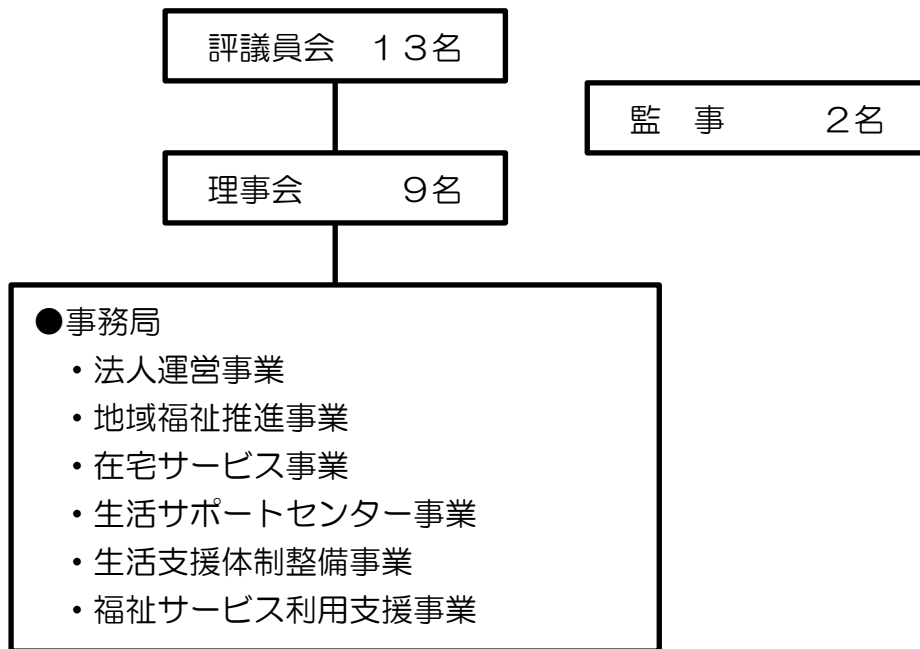 評議員会　１３名
監　事　　　２名
理事会　　　９名
●事務局
・法人運営事業
・地域福祉推進事業
・在宅サービス事業
・生活サポートセンター事業
・生活支援体制整備事業
・福祉サービス利用支援事業